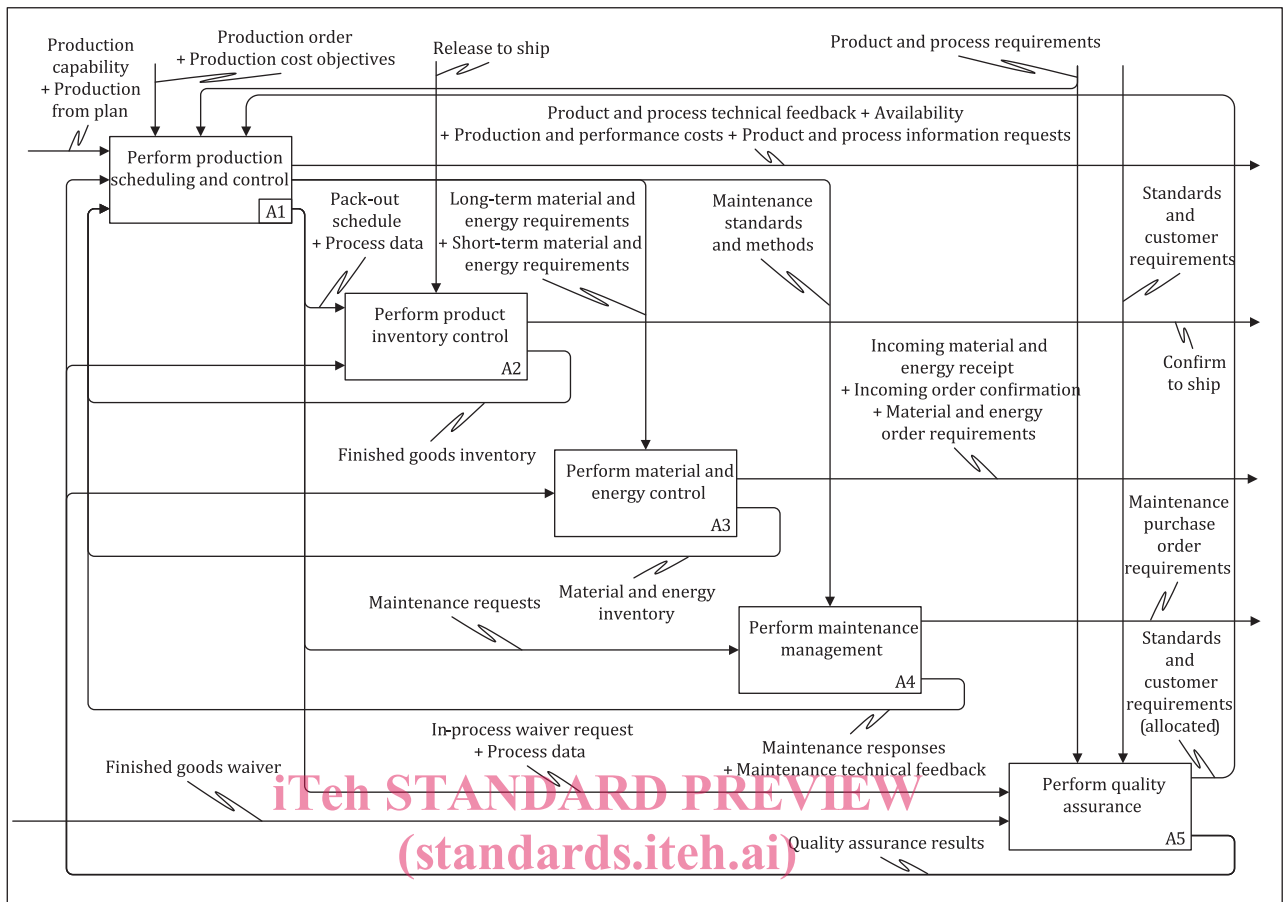 Production
capability
+ Production
from plan
Production order
+ Production cost objectives
Release to ship
Product and process requirements
Product and process technical feedback + Availability
+ Production and performance costs + Product and process information requests
Perform production
scheduling and control
A1
Pack-out
schedule
+ Process data
Long-term material and
energy requirements
+ Short-term material and
energy requirements
Maintenance
standards
and methods
Standards
and
customer
requirements
Perform product
inventory control
A2
Confirm
to ship
Incoming material and
energy receipt
+ Incoming order confirmation
+ Material and energy
order requirements
Finished goods inventory
Perform material and
energy control
A3
Maintenance
purchase
order
requirements
Material and energy
inventory
Maintenance requests
Perform maintenance
management
A4
Standards
and
customer
requirements
(allocated)
In-process waiver request
+ Process data
Maintenance responses
+ Maintenance technical feedback
Finished goods waiver
Perform quality
assurance
A5
Quality assurance results
iTeh STANDARD PREVIEW
(standards.iteh.ai)